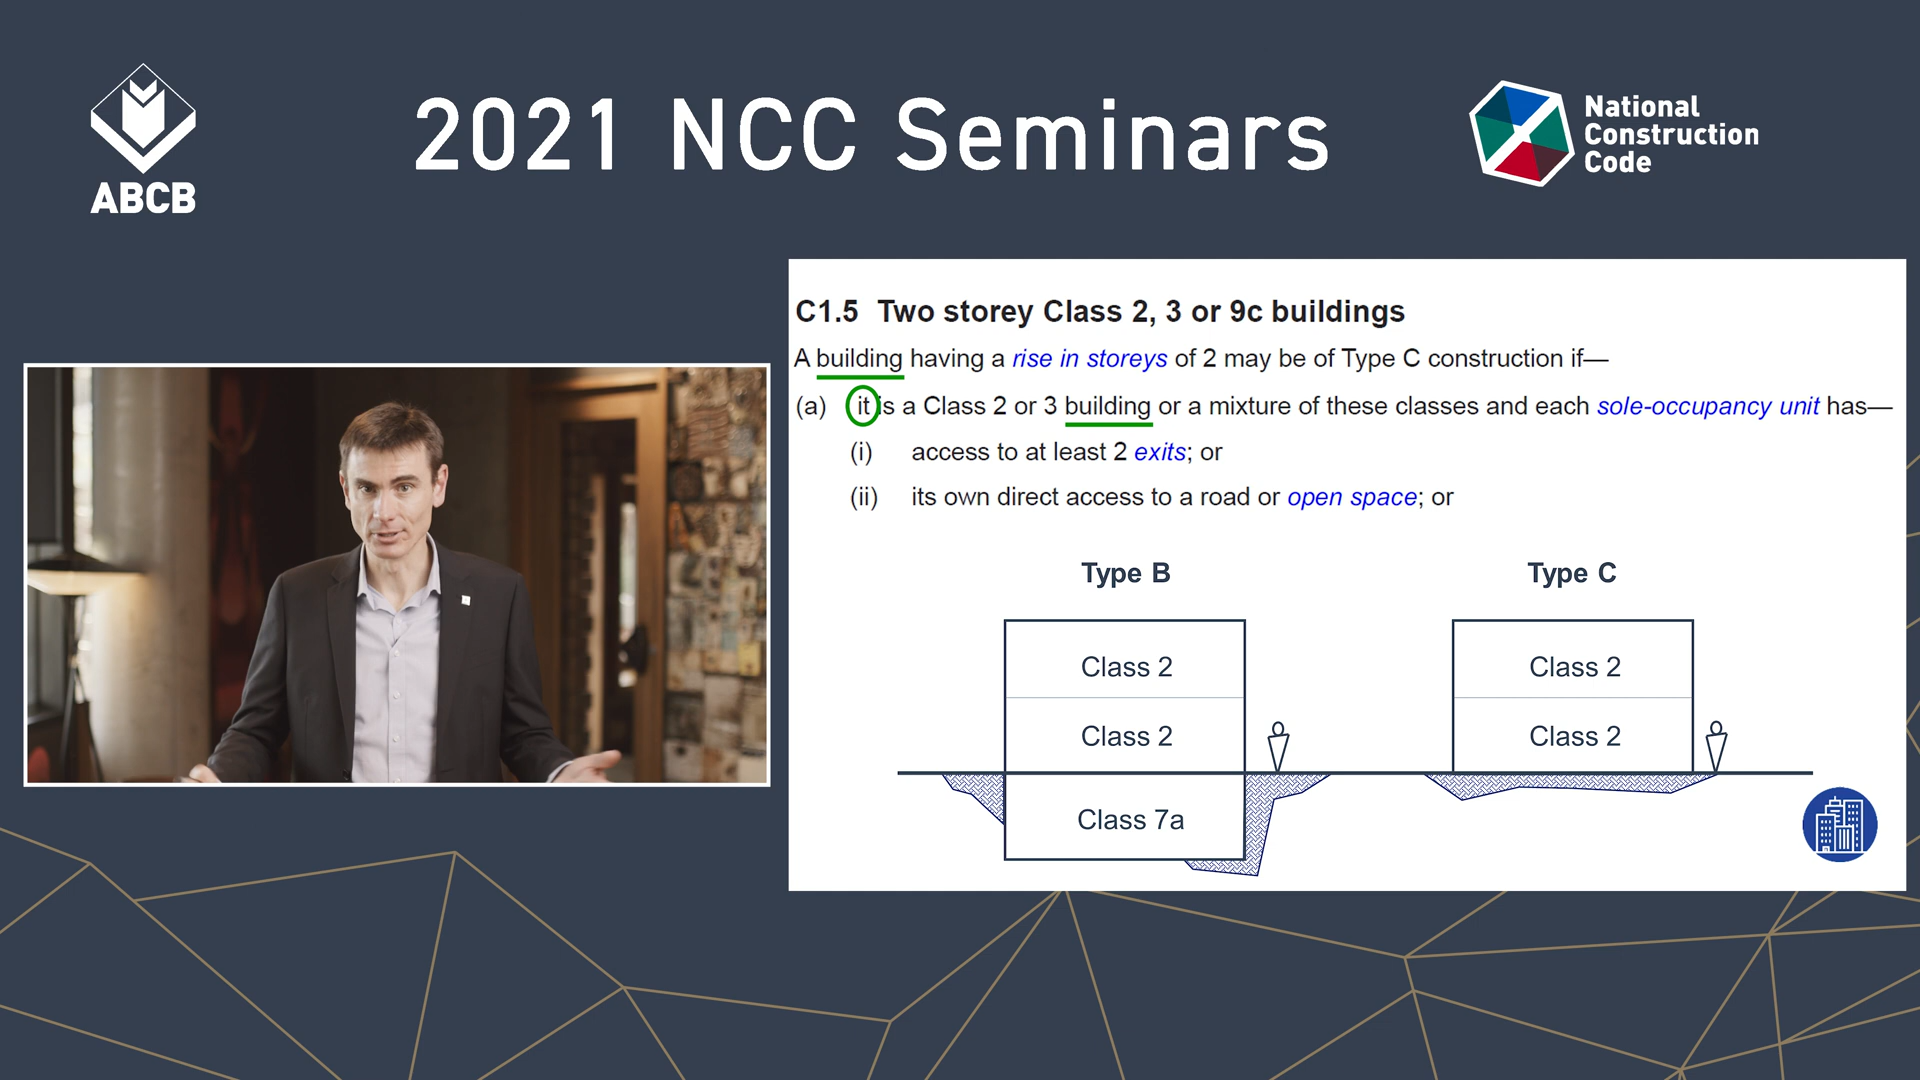 ABCB
2021 NCC Seminars
National
Construction
Code
C1.5 Two storey Class 2, 3 or 9c buildings
A building having a rise in storeys of 2 may be of Type C construction if—
(a) it is a Class 2 or 3 building or a mixture of these classes and each sole-occupancy unit has—
(i) access to at least 2 exits; or
(ii) its own direct access to a road or open space; or
Type B
Type C
Class 2
Class 2
Class 2
Class 2
Class 7a